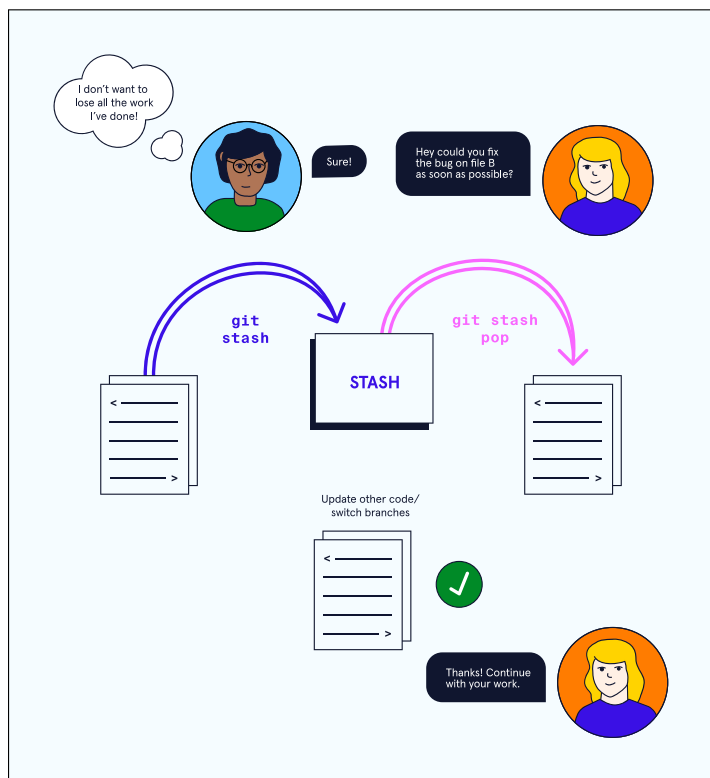 I don't want to
lose all the work
I've done!
Sure!
Hey could you fix
the bug on file B
as soon as possible?
git
stash
git stash
pop
STASH
<
>
<
>
Update other code/
switch branches
<
>
Thanks! Continue
with your work.